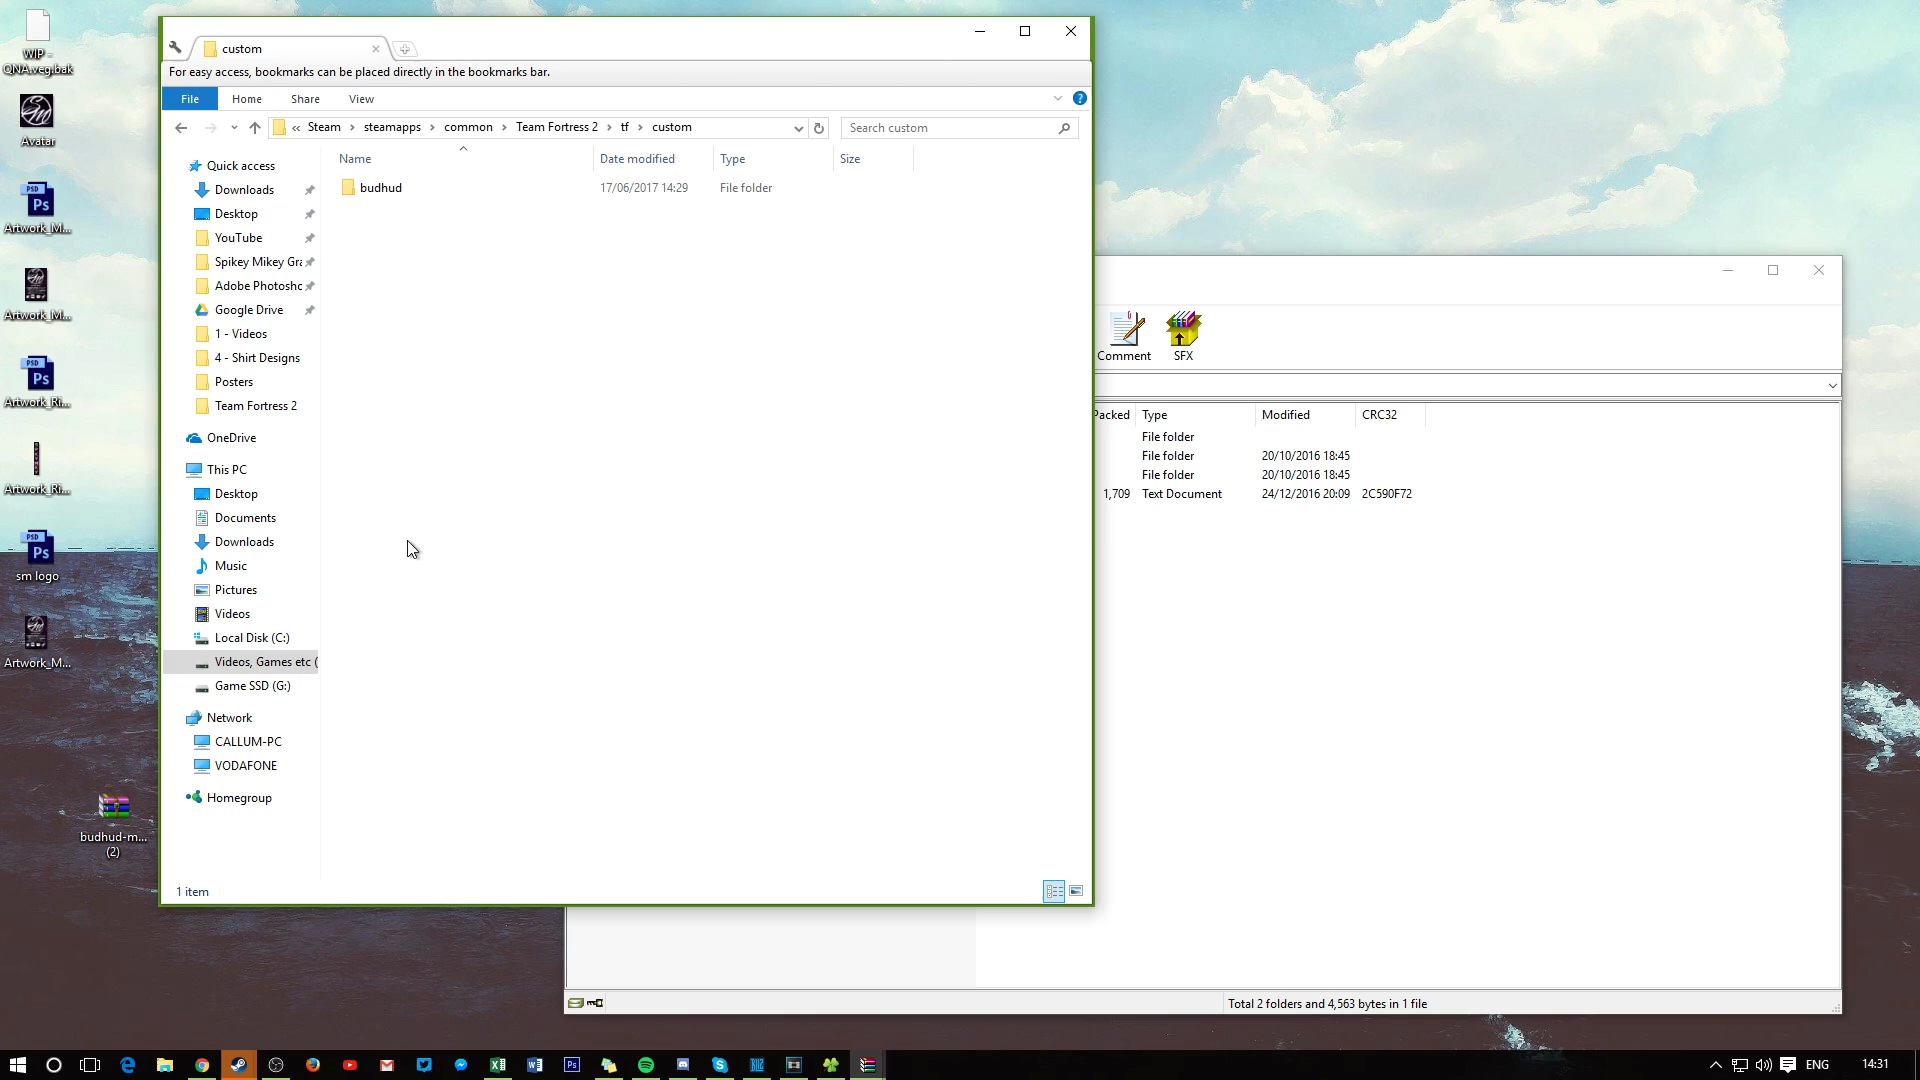 WIP -
QNA.veg.bak
Avatar
Artwork_M...
Artwork_M...
Artwork_Ri...
Artwork_Ri...
sm logo
Artwork_M...
budhud-m...
(2)
custom
For easy access, bookmarks can be placed directly in the bookmarks bar.
File Home Share View
« Steam › steamapps › common › Team Fortress 2 › tf › custom
Search custom
Name Date modified Type Size
budhud 17/06/2017 14:29 File folder
Quick access
Downloads
Desktop
YouTube
Spikey Mikey Gra
Adobe Photoshc
Google Drive
1 - Videos
4 - Shirt Designs
Posters
Team Fortress 2
OneDrive
This PC
Desktop
Documents
Downloads
Music
Pictures
Videos
Local Disk (C:)
Videos, Games etc (
Game SSD (G:)
Network
CALLUM-PC
VODAFONE
Homegroup
1 item
Comment SFX
Packed Type Modified CRC32
File folder
File folder 20/10/2016 18:45
File folder 20/10/2016 18:45
1,709 Text Document 24/12/2016 20:09 2C590F72
Total 2 folders and 4,563 bytes in 1 file
ENG 14:31